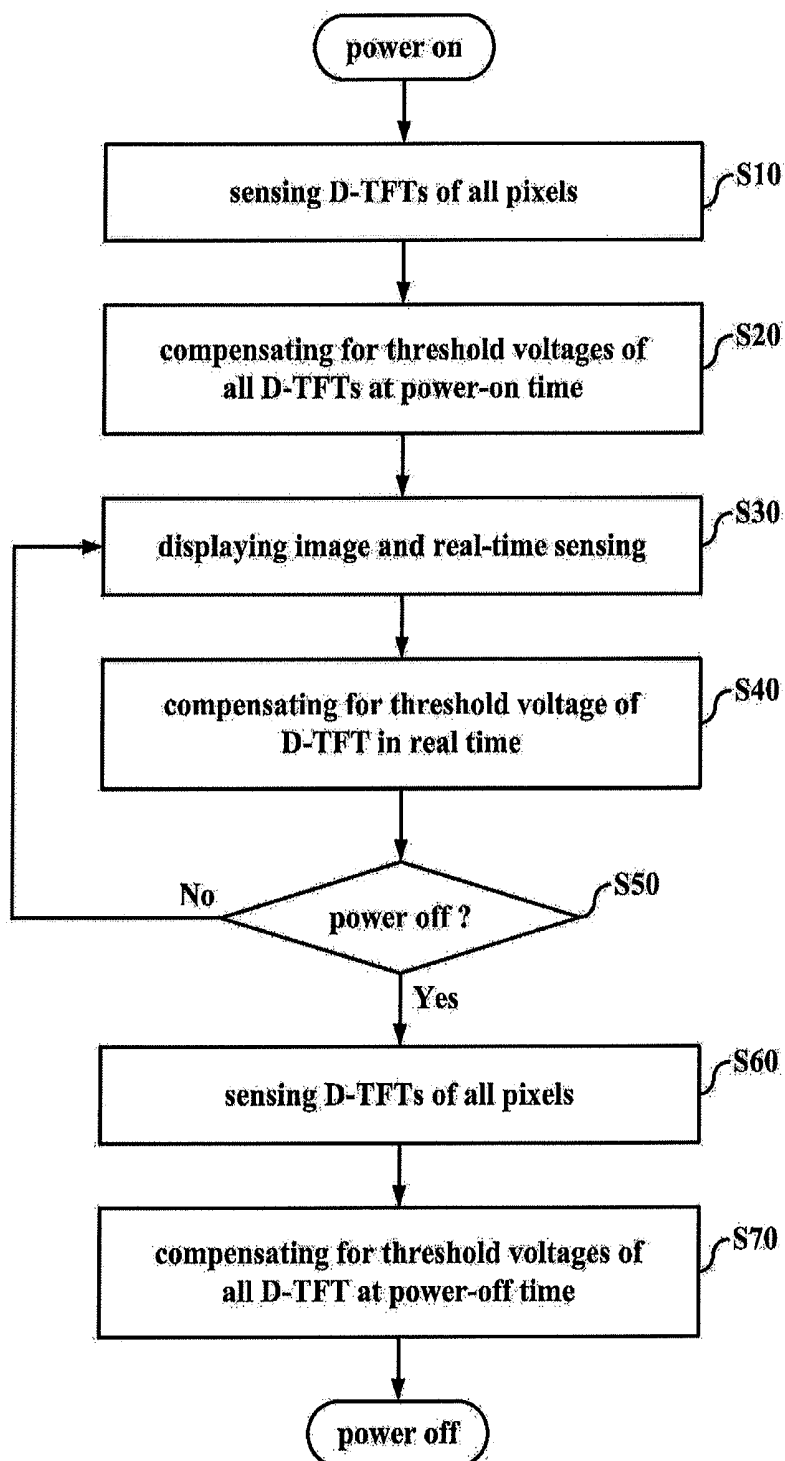 power on
sensing D-TFTs of all pixels
S10
compensating for threshold voltages of
all D-TFTs at power-on time
S20
displaying image and real-time sensing
S30
compensating for threshold voltage of
D-TFT in real time
S40
power off ?
S50
No
Yes
sensing D-TFTs of all pixels
S60
compensating for threshold voltages of
all D-TFT at power-off time
S70
power off